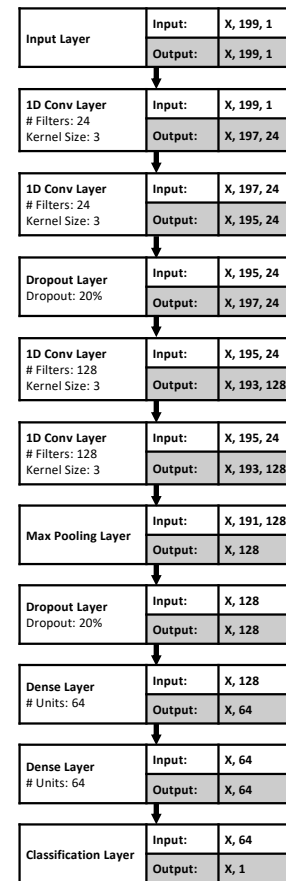 Input Layer
Input: X, 199, 1
Output: X, 199, 1
1D Conv Layer
# Filters: 24
Kernel Size: 3
Input: X, 199, 1
Output: X, 197, 24
1D Conv Layer
# Filters: 24
Kernel Size: 3
Input: X, 197, 24
Output: X, 195, 24
Dropout Layer
Dropout: 20%
Input: X, 195, 24
Output: X, 197, 24
1D Conv Layer
# Filters: 128
Kernel Size: 3
Input: X, 195, 24
Output: X, 193, 128
1D Conv Layer
# Filters: 128
Kernel Size: 3
Input: X, 195, 24
Output: X, 193, 128
Max Pooling Layer
Input: X, 191, 128
Output: X, 128
Dropout Layer
Dropout: 20%
Input: X, 128
Output: X, 128
Dense Layer
# Units: 64
Input: X, 128
Output: X, 64
Dense Layer
# Units: 64
Input: X, 64
Output: X, 64
Classification Layer
Input: X, 64
Output: X, 1